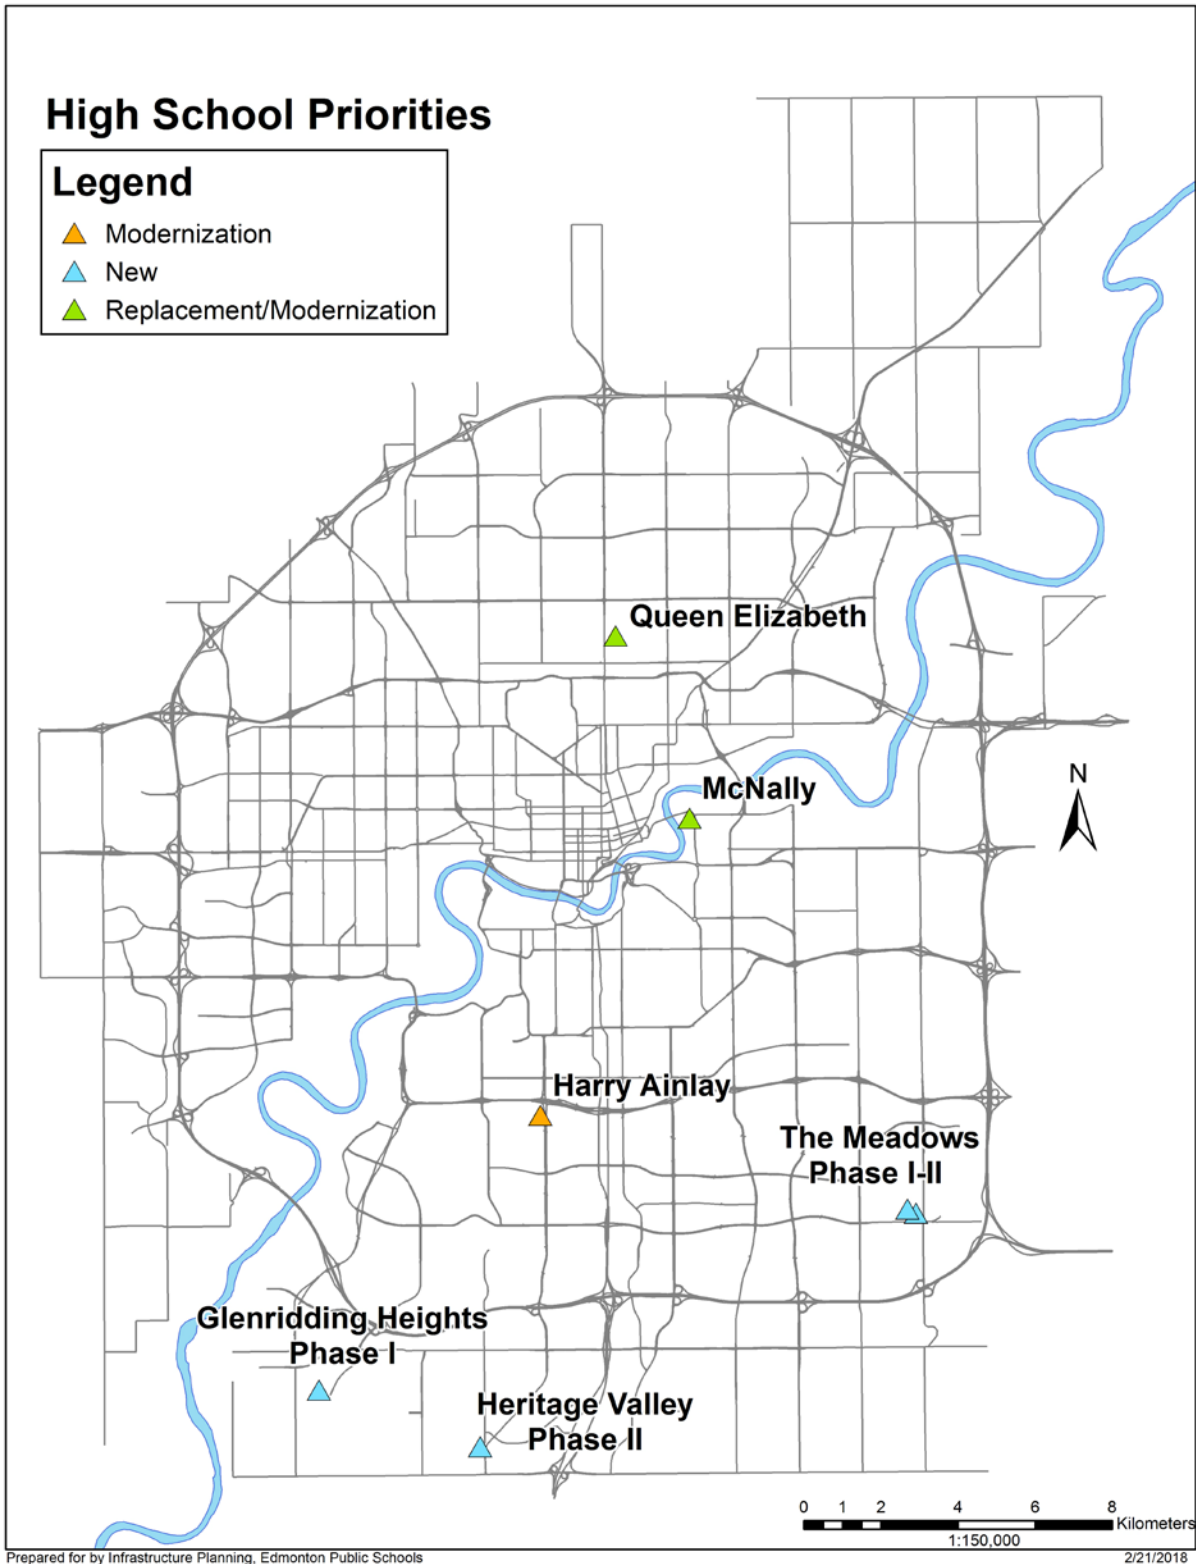 High School Priorities
Legend
Modernization
New
Replacement/Modernization
Queen Elizabeth
McNally
N
Harry Ainlay
The Meadows
Phase I-II
Glenridding Heights
Phase I
Heritage Valley
Phase II
0 1 2 4 6 8
Kilometers
1:150,000
Prepared for by Infrastructure Planning, Edmonton Public Schools
2/21/2018